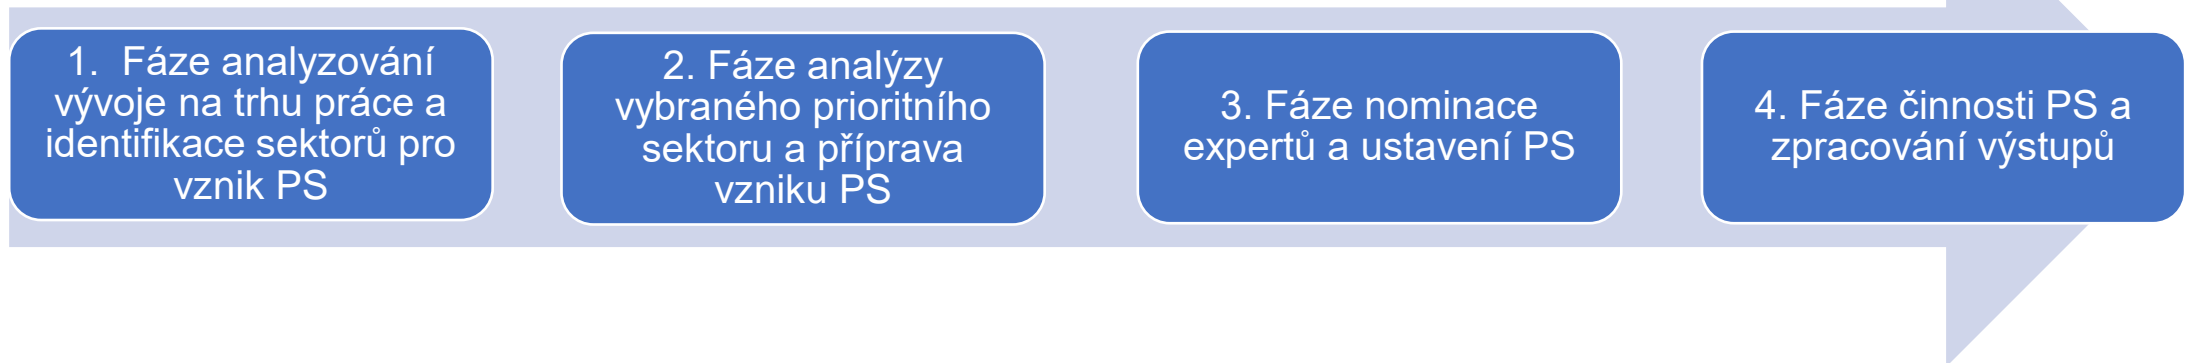 1. Fáze analyzování
vývoje na trhu práce a
identifikace sektorů pro
vznik PS
2. Fáze analýzy
vybraného prioritního
sektoru a příprava
vzniku PS
3. Fáze nominace
expertů a ustavení PS
4. Fáze činnosti PS a
zpracování výstupů